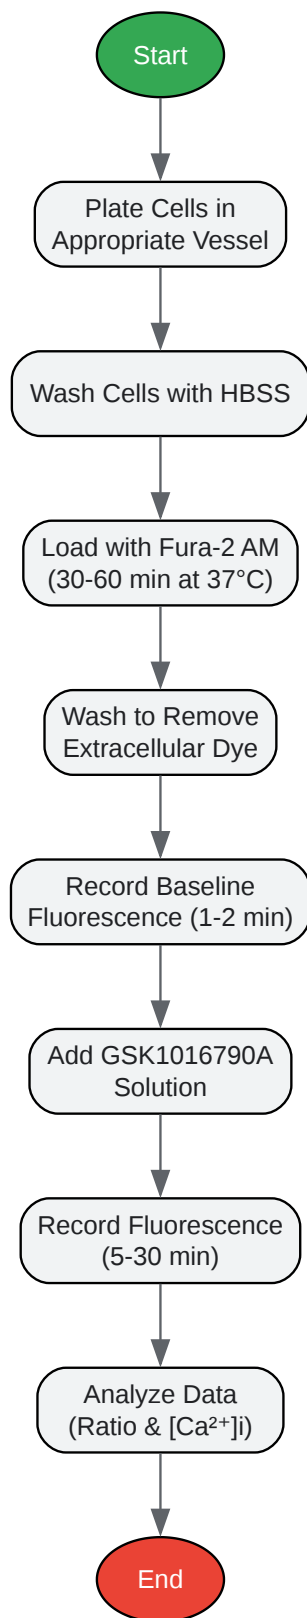 Start
Plate Cells in
Appropriate Vessel
Wash Cells with HBSS
Load with Fura-2 AM
(30-60 min at 37°C)
Wash to Remove
Extracellular Dye
Record Baseline
Fluorescence (1-2 min)
Add GSK1016790A
Solution
Record Fluorescence
(5-30 min)
Analyze Data
(Ratio & [Ca²⁺]i)
End